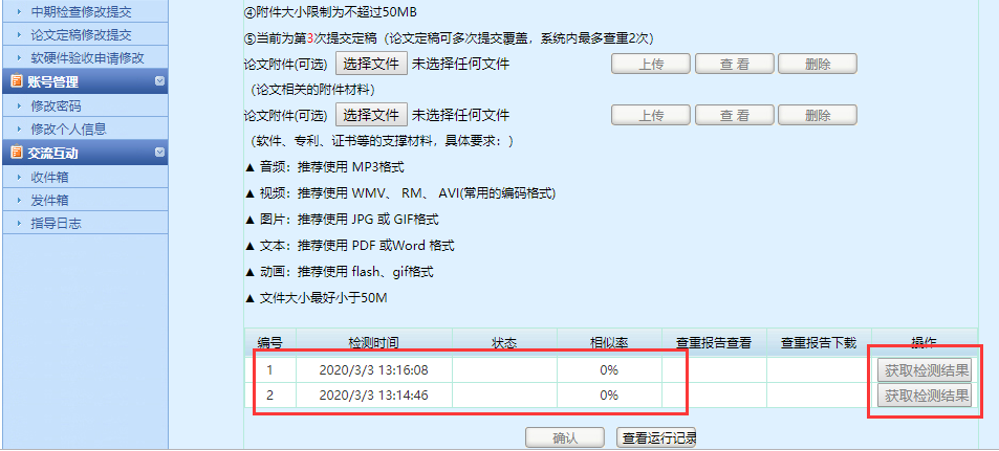 中期检查修改提交
论文定稿修改提交
软硬件验收申请修改
账号管理
修改密码
修改个人信息
交流互动
收件箱
发件箱
指导日志
④附件大小限制为不超过50MB
⑤当前为第3次提交定稿（论文定稿可多次提交覆盖，系统内最多查重2次）
论文附件(可选) 选择文件 未选择任何文件 上传 查 看 删除
（论文相关的附件材料）
论文附件(可选) 选择文件 未选择任何文件 上传 查 看 删除
（软件、专利、证书等的支撑材料，具体要求：）
▲ 音频：推荐使用 MP3格式
▲ 视频：推荐使用 WMV、 RM、 AVI(常用的编码格式)
▲ 图片：推荐使用 JPG 或 GIF格式
▲ 文本：推荐使用 PDF 或Word 格式
▲ 动画：推荐使用 flash、gif格式
▲ 文件大小最好小于50M
编号 检测时间 状态 相似率 查重报告查看 查重报告下载 操作
1 2020/3/3 13:16:08 0% 获取检测结果
2 2020/3/3 13:14:46 0% 获取检测结果
确认 查看运行记录